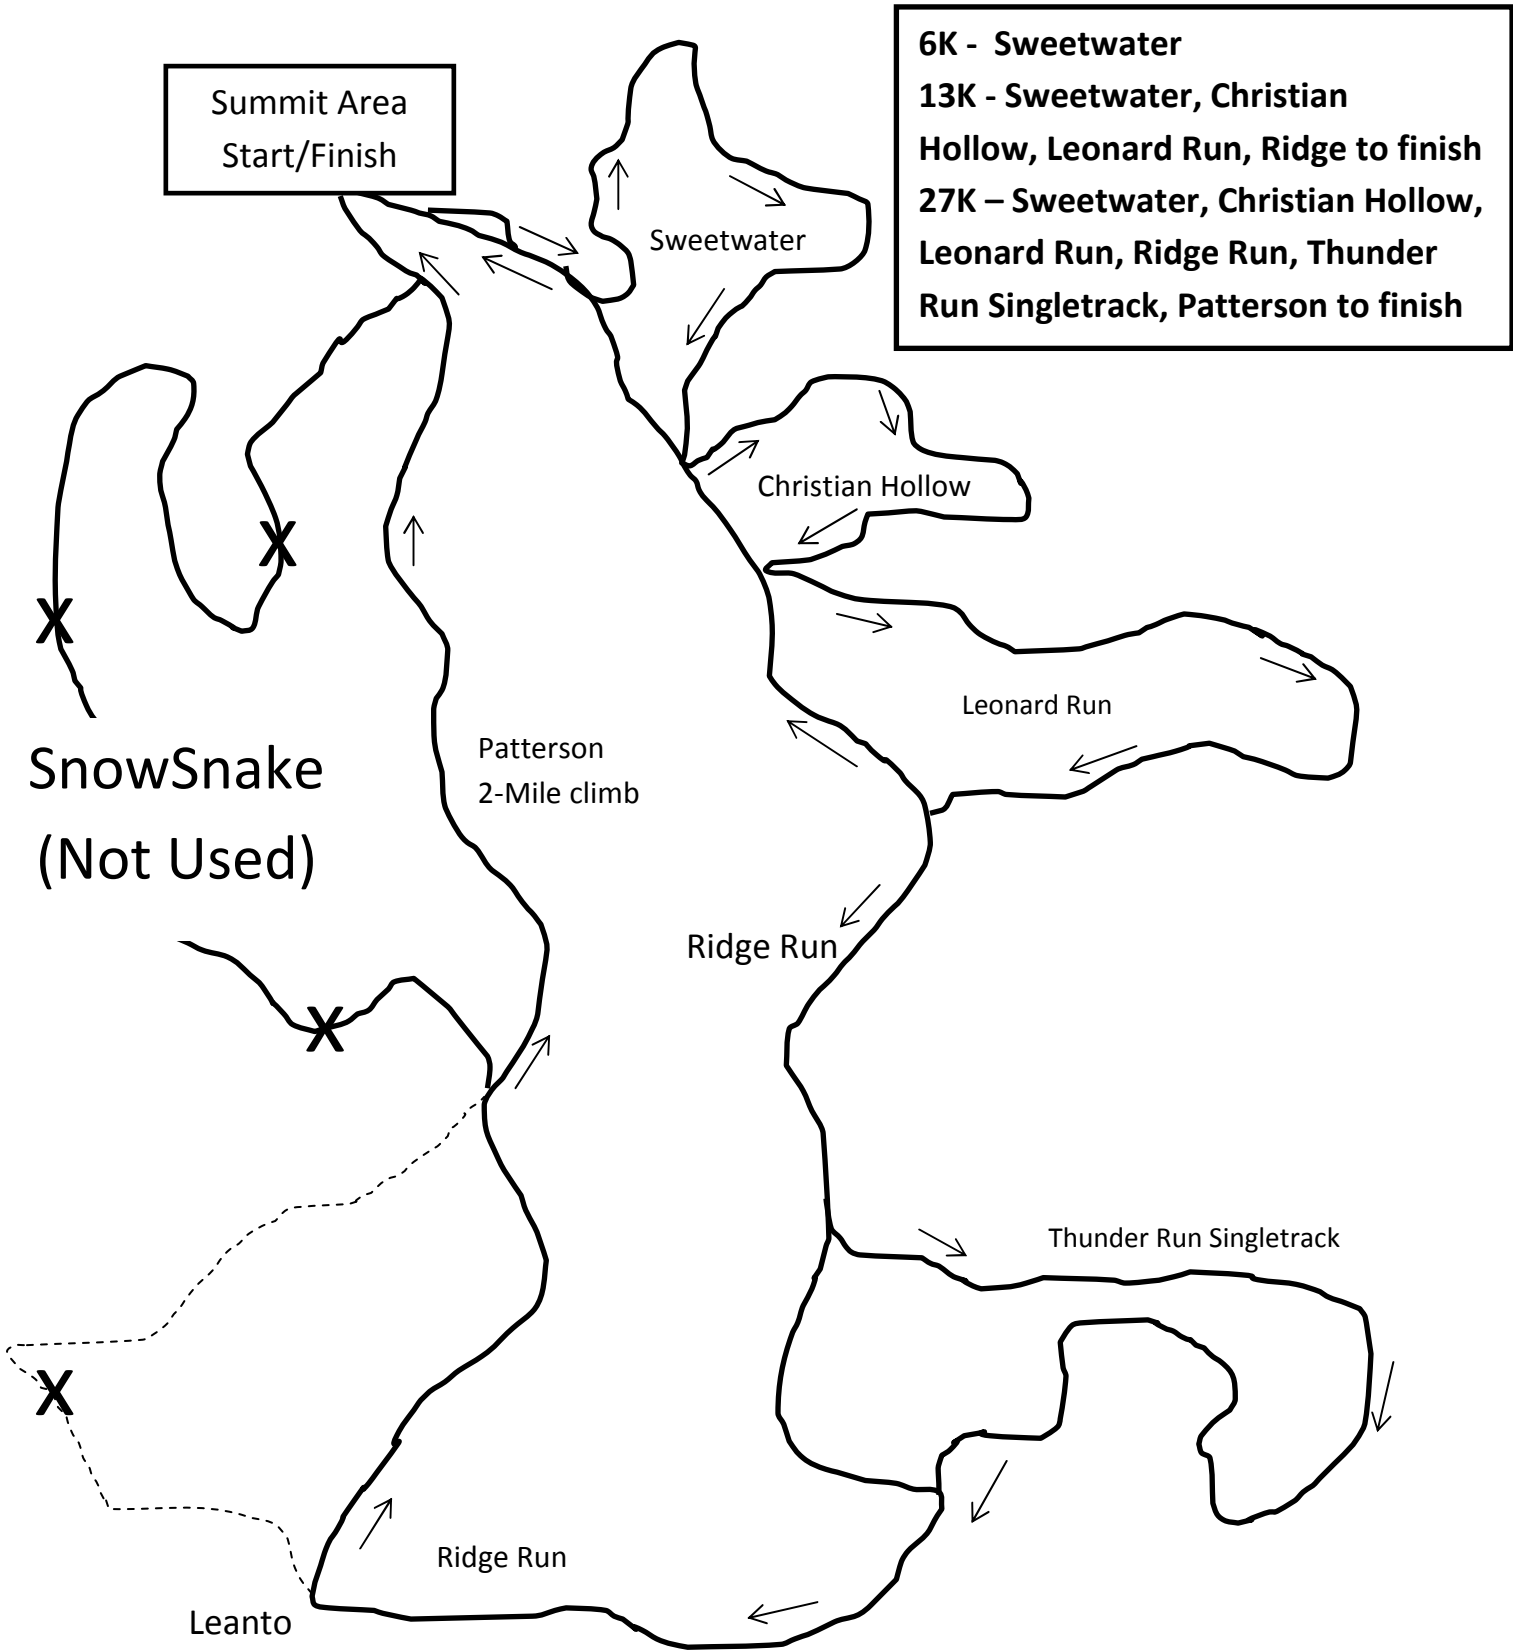 6K - Sweetwater
13K - Sweetwater, Christian
Hollow, Leonard Run, Ridge to finish
27K – Sweetwater, Christian Hollow,
Leonard Run, Ridge Run, Thunder
Run Singletrack, Patterson to finish
Summit Area
Start/Finish
Sweetwater
Christian Hollow
X
X
Leonard Run
SnowSnake
(Not Used)
Patterson
2-Mile climb
Ridge Run
X
Thunder Run Singletrack
X
Ridge Run
Leanto